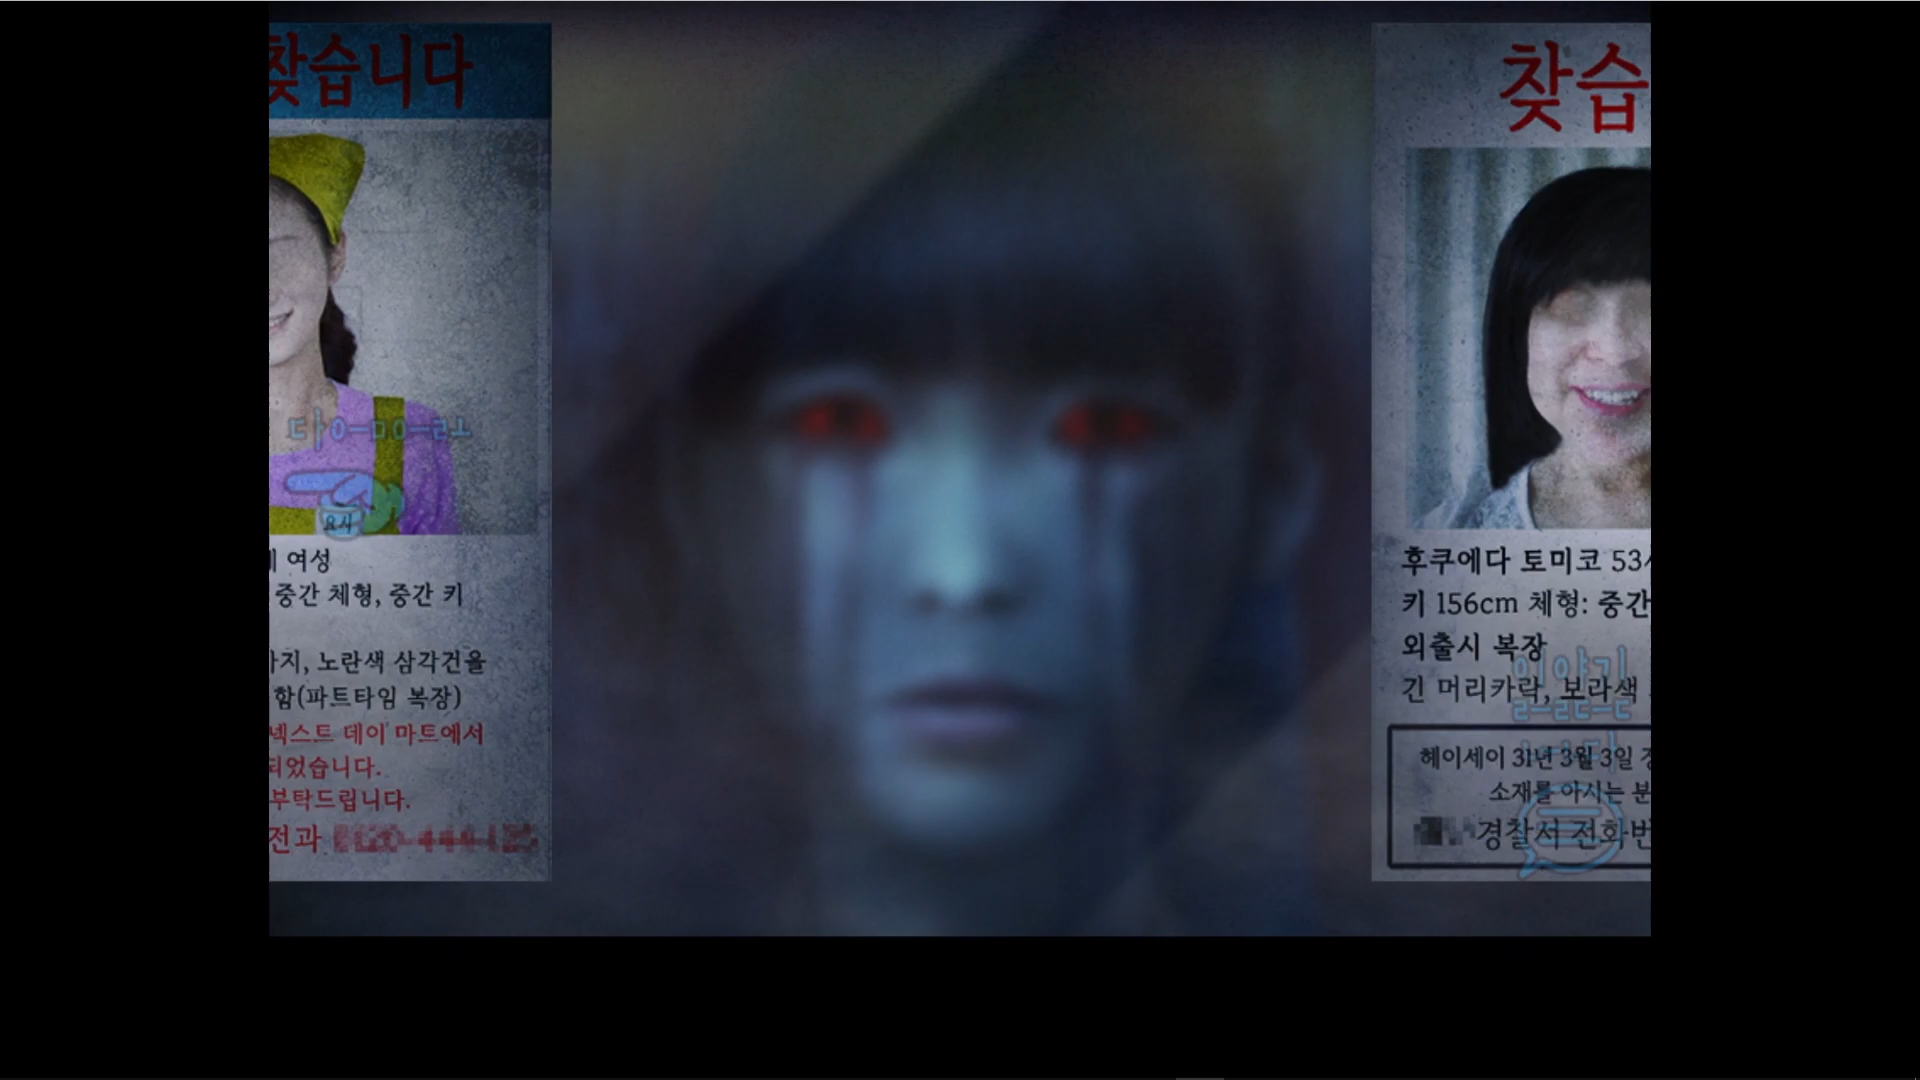 찾습니다
여성
중간 체형, 중간 키
노란색 삼각건을
함(파트타임 복장)
넥스트 데이 마트에서
되었습니다.
부탁드립니다.
전과
요시
찾습
후쿠에다 토미코 53
키 156cm 체형: 중간
외출시 복장
긴 머리카락, 보라색
헤이세이 31년 3월 3일
소재를 아시는 분
경찰서 전화번
이야기